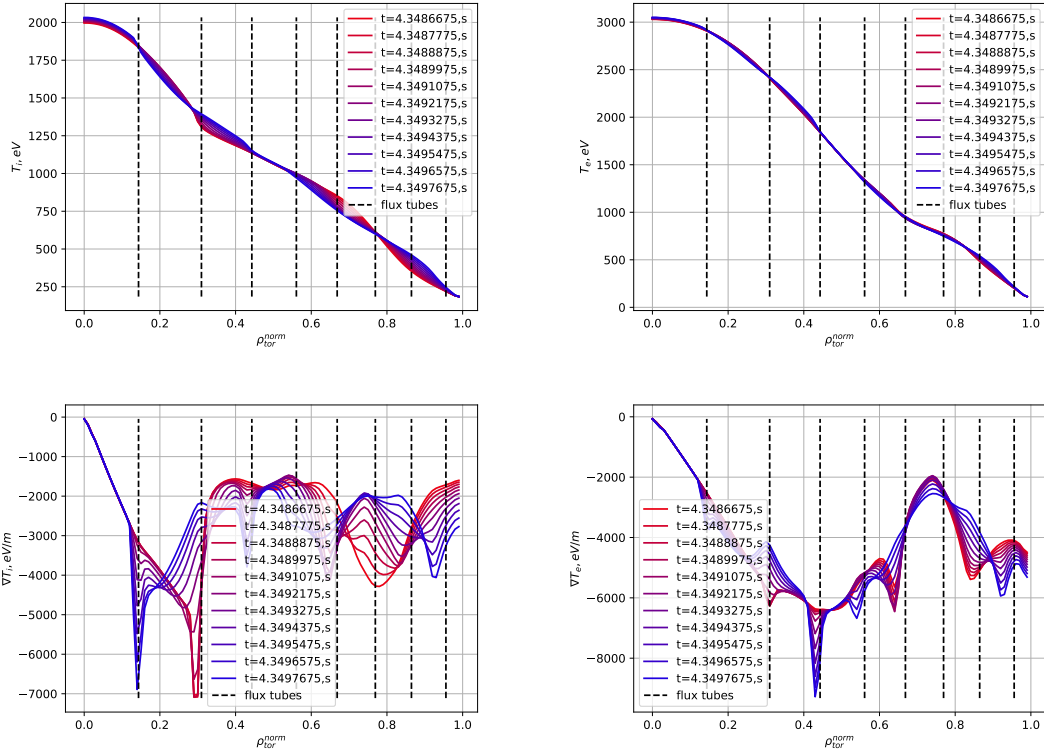 2000
1750
1500
1250
1000
750
500
250
0.0 0.2 0.4 0.6 0.8 1.0
T_i, eV
ρ_tor^norm
t=4.3486675,s
t=4.3487775,s
t=4.3488875,s
t=4.3489975,s
t=4.3491075,s
t=4.3492175,s
t=4.3493275,s
t=4.3494375,s
t=4.3495475,s
t=4.3496575,s
t=4.3497675,s
flux tubes
3000
2500
2000
1500
1000
500
0
0.0 0.2 0.4 0.6 0.8 1.0
T_e, eV
ρ_tor^norm
t=4.3486675,s
t=4.3487775,s
t=4.3488875,s
t=4.3489975,s
t=4.3491075,s
t=4.3492175,s
t=4.3493275,s
t=4.3494375,s
t=4.3495475,s
t=4.3496575,s
t=4.3497675,s
flux tubes
0
−1000
−2000
−3000
−4000
−5000
−6000
−7000
0.0 0.2 0.4 0.6 0.8 1.0
∇T_i, eV/m
ρ_tor^norm
t=4.3486675,s
t=4.3487775,s
t=4.3488875,s
t=4.3489975,s
t=4.3491075,s
t=4.3492175,s
t=4.3493275,s
t=4.3494375,s
t=4.3495475,s
t=4.3496575,s
t=4.3497675,s
flux tubes
0
−2000
−4000
−6000
−8000
0.0 0.2 0.4 0.6 0.8 1.0
∇T_e, eV/m
ρ_tor^norm
t=4.3486675,s
t=4.3487775,s
t=4.3488875,s
t=4.3489975,s
t=4.3491075,s
t=4.3492175,s
t=4.3493275,s
t=4.3494375,s
t=4.3495475,s
t=4.3496575,s
t=4.3497675,s
flux tubes